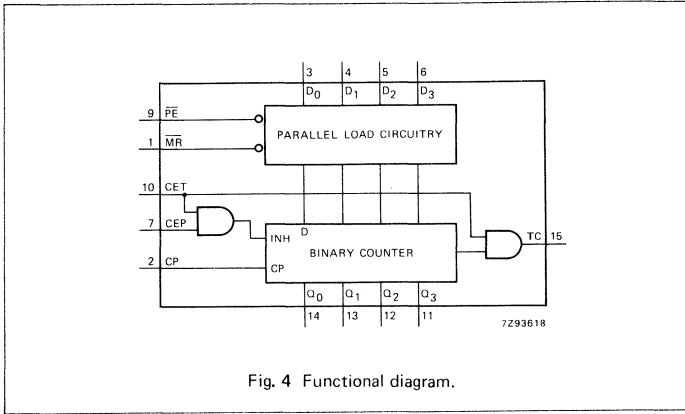 3 4 5 6
D0 D1 D2 D3
9 PE
PARALLEL LOAD CIRCUITRY
1 MR
10 CET
7 CEP
D
INH
BINARY COUNTER
TC 15
2 CP
CP
Q0 Q1 Q2 Q3
14 13 12 11
7Z93618
Fig. 4 Functional diagram.